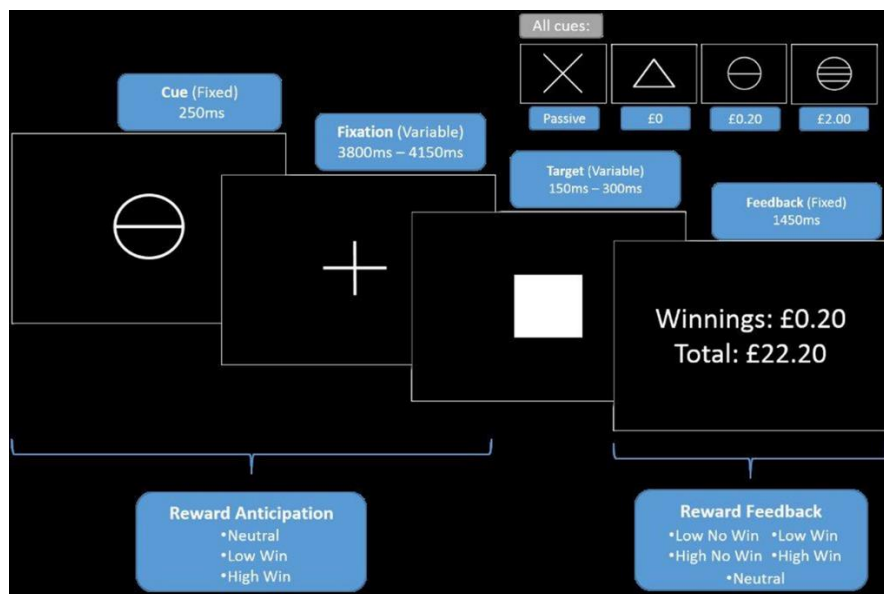 All cues:
Passive
£0
£0.20
£2.00
Cue (Fixed)
250ms
Fixation (Variable)
3800ms – 4150ms
Target (Variable)
150ms – 300ms
Feedback (Fixed)
1450ms
Winnings: £0.20
Total: £22.20
Reward Anticipation
•Neutral
•Low Win
•High Win
Reward Feedback
•Low No Win •Low Win
•High No Win •High Win
•Neutral